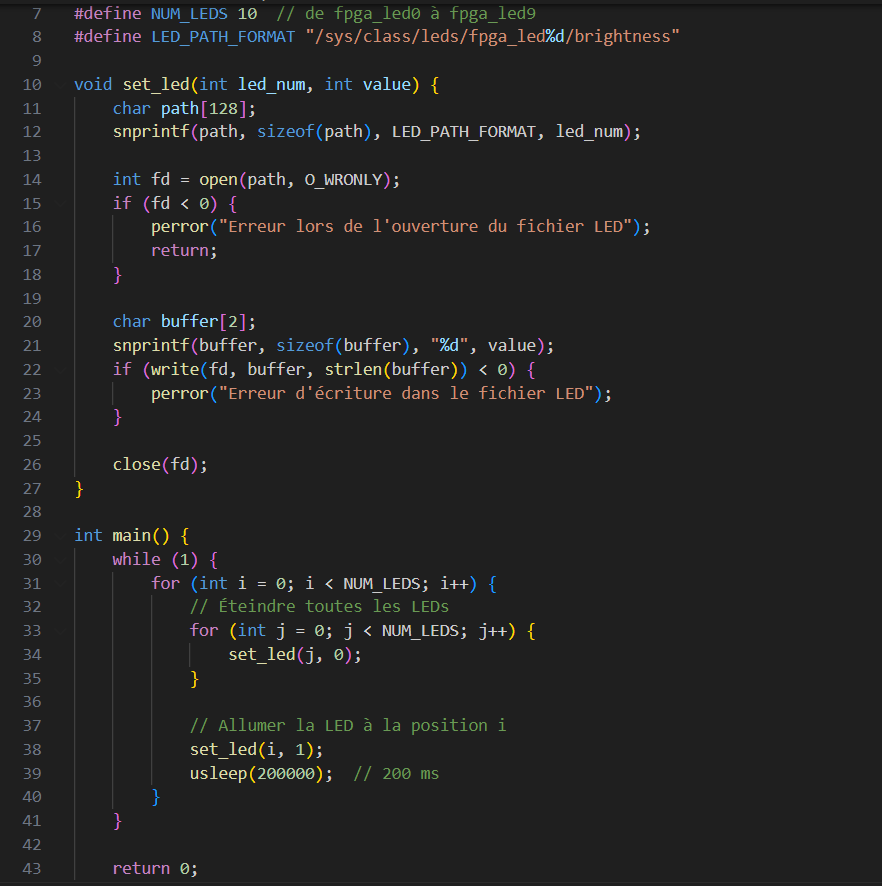 7 #define NUM_LEDS 10  // de fpga_led0 à fpga_led9
8 #define LED_PATH_FORMAT "/sys/class/leds/fpga_led%d/brightness"
9
10 void set_led(int led_num, int value) {
11     char path[128];
12     snprintf(path, sizeof(path), LED_PATH_FORMAT, led_num);
13
14     int fd = open(path, O_WRONLY);
15     if (fd < 0) {
16         perror("Erreur lors de l'ouverture du fichier LED");
17         return;
18     }
19
20     char buffer[2];
21     snprintf(buffer, sizeof(buffer), "%d", value);
22     if (write(fd, buffer, strlen(buffer)) < 0) {
23         perror("Erreur d'écriture dans le fichier LED");
24     }
25
26     close(fd);
27 }
28
29 int main() {
30     while (1) {
31         for (int i = 0; i < NUM_LEDS; i++) {
32             // Éteindre toutes les LEDs
33             for (int j = 0; j < NUM_LEDS; j++) {
34                 set_led(j, 0);
35             }
36
37             // Allumer la LED à la position i
38             set_led(i, 1);
39             usleep(200000);  // 200 ms
40         }
41     }
42
43     return 0;